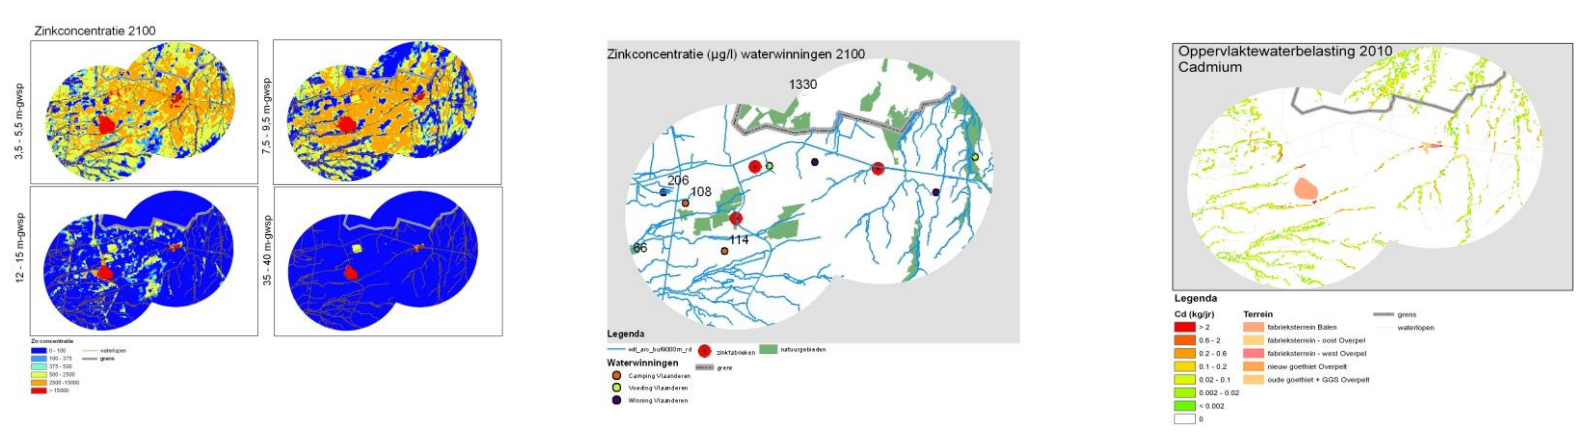 Zinkconcentratie 2100
3,5 - 5,5 m-gwsp
7,5 - 9,5 m-gwsp
12 - 15 m-gwsp
35 - 40 m-gwsp
Zn concentratie
0 - 100
100 - 375
375 - 500
500 - 2500
2500 - 15000
> 15000
waterlopen
grens
Zinkconcentratie (µg/l) waterwinningen 2100
1330
206
108
114
66
Legenda
zinkfabrieken
natuurgebieden
grens
Waterwinningen
Camping Vlaanderen
Voeding Vlaanderen
Winning Vlaanderen
Oppervlaktewaterbelasting 2010
Cadmium
Legenda
Cd (kg/jr)
> 2
0.6 - 2
0.2 - 0.6
0.1 - 0.2
0.02 - 0.1
0.002 - 0.02
< 0.002
0
Terrein
fabrieksterrein Balen
fabrieksterrein - oost Overpel
fabrieksterrein - west Overpel
nieuw goethiet Overpelt
oude goethiet + GGS Overpelt
grens
waterlopen